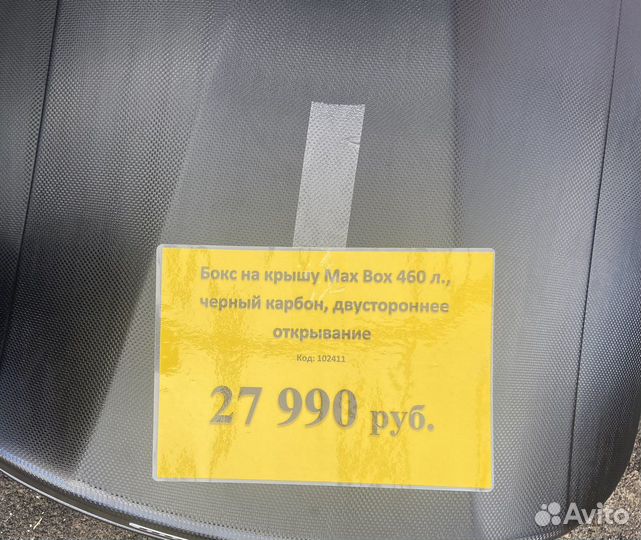 Бокс на крышу Max Box 460 л.,
черный карбон, двустороннее
открывание
Код: 102411
27 990 руб.
Avito